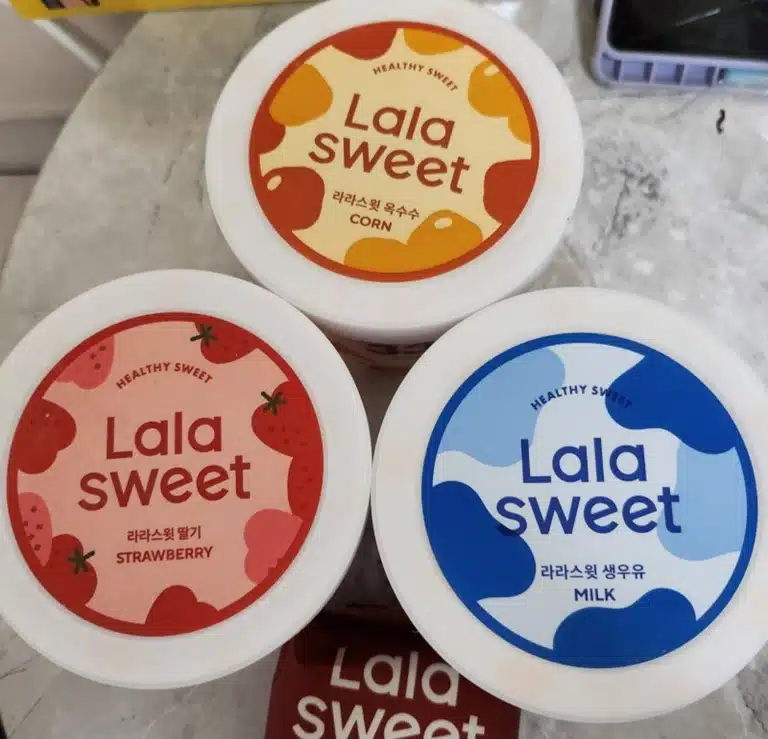 HEALTHY SWEET
Lala
sweet
라라스윗 옥수수
CORN
HEALTHY SWEET
Lala
sweet
라라스윗 딸기
STRAWBERRY
HEALTHY SWEET
Lala
sweet
라라스윗 생우유
MILK
Lala
sweet